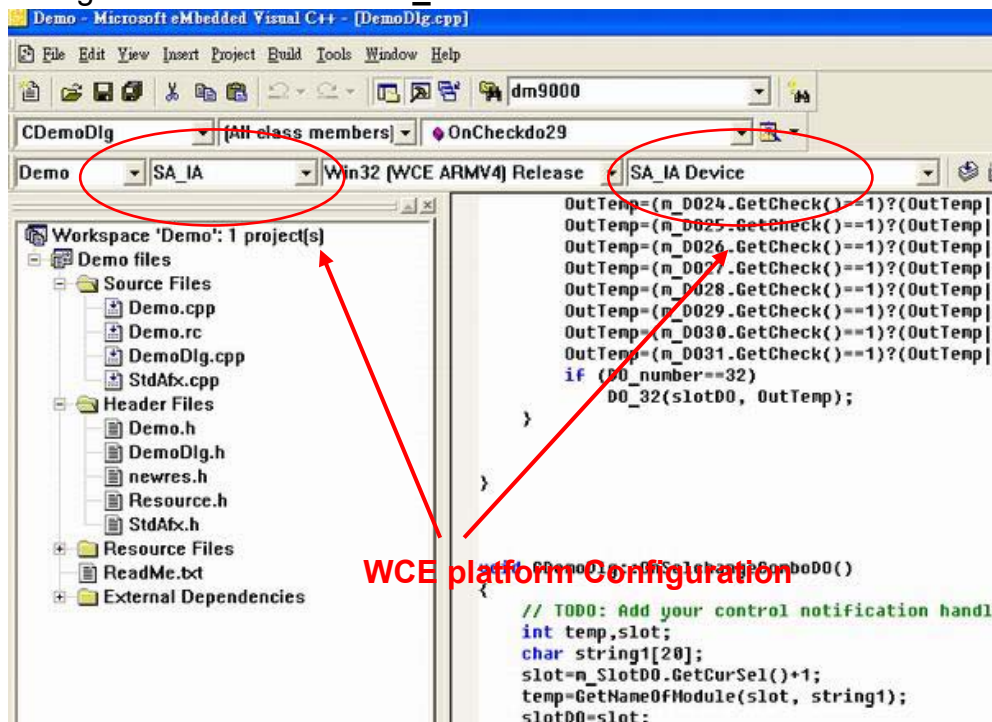 Demo - Microsoft eMbedded Visual C++ - [DemoDlg.cpp]
File Edit View Insert Project Build Tools Window Help
dm9000
CDemoDlg (All class members) OnCheckdo29
Demo SA_IA Win32 (WCE ARMV4) Release SA_IA Device
Workspace 'Demo': 1 project(s)
Demo files
Source Files
Demo.cpp
Demo.rc
DemoDlg.cpp
StdAfx.cpp
Header Files
Demo.h
DemoDlg.h
newres.h
Resource.h
StdAfx.h
Resource Files
ReadMe.txt
External Dependencies
OutTemp=(m_DO24.GetCheck()==1)?(OutTemp|
OutTemp=(m_DO25.GetCheck()==1)?(OutTemp|
OutTemp=(m_DO26.GetCheck()==1)?(OutTemp|
OutTemp=(m_DO27.GetCheck()==1)?(OutTemp|
OutTemp=(m_DO28.GetCheck()==1)?(OutTemp|
OutTemp=(m_DO29.GetCheck()==1)?(OutTemp|
OutTemp=(m_DO30.GetCheck()==1)?(OutTemp|
OutTemp=(m_DO31.GetCheck()==1)?(OutTemp|
if (DO_number==32)
DO_32(slotDO, OutTemp);
}
}
WCE platform Configuration
void CDemoDlg::OnSelchangeComboDO()
{
// TODO: Add your control notification handl
int temp,slot;
char string1[20];
slot=m_SlotDO.GetCurSel()+1;
temp=GetNameOfModule(slot, string1);
slotDO=slot;